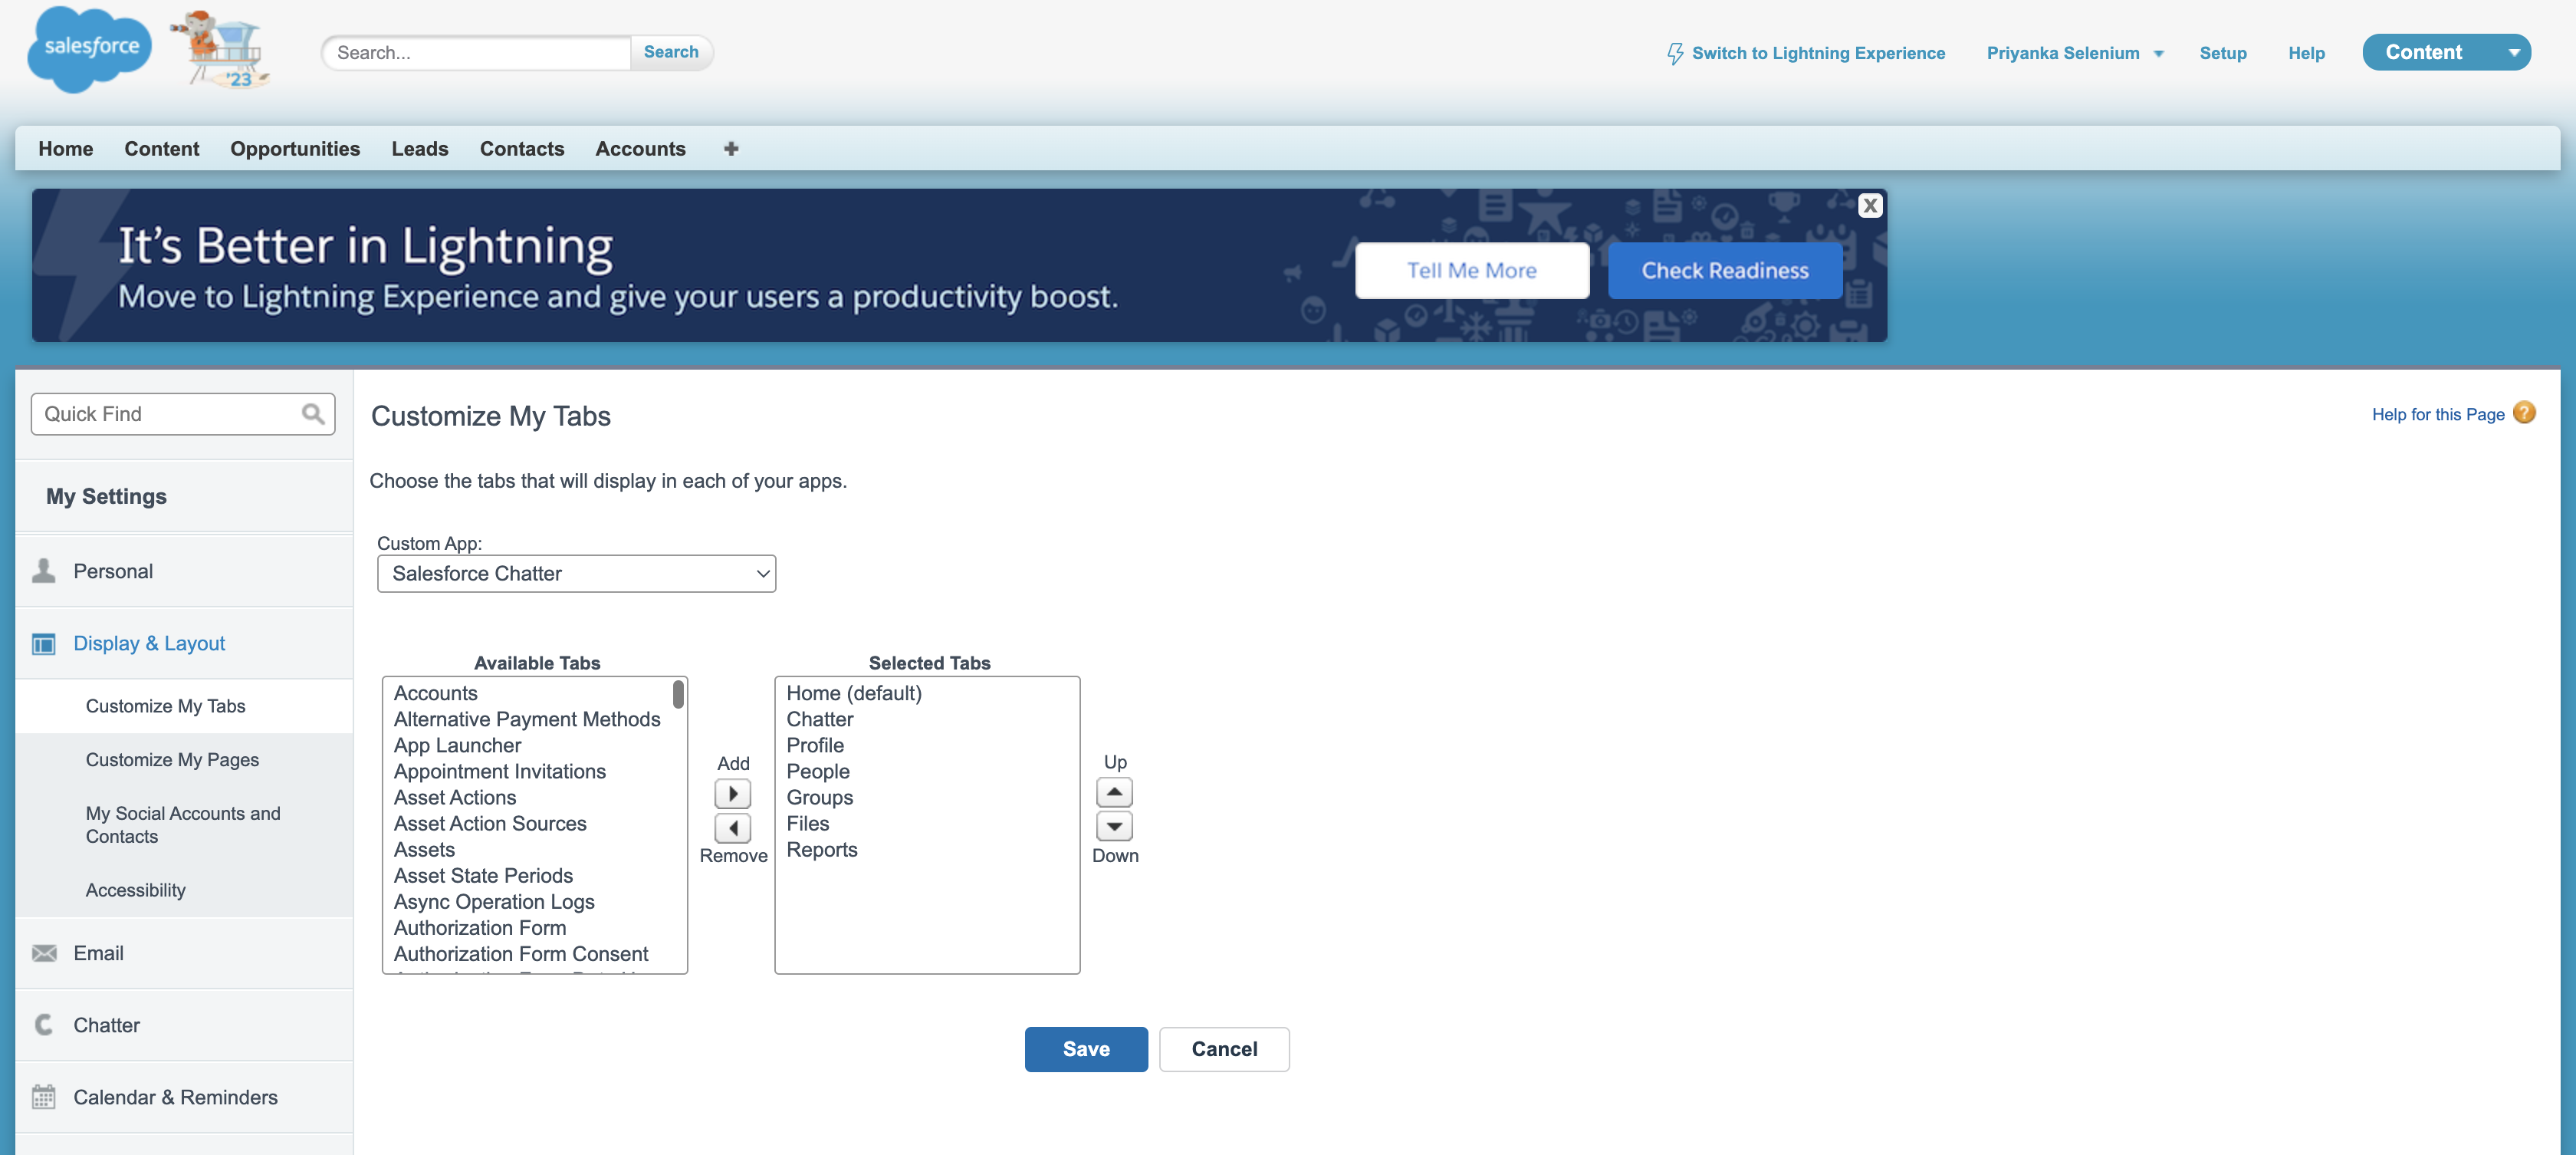 salesforce
'23
Search...
Search
Switch to Lightning Experience
Priyanka Selenium
Setup
Help
Content
Home
Content
Opportunities
Leads
Contacts
Accounts
It's Better in Lightning
Move to Lightning Experience and give your users a productivity boost.
Tell Me More
Check Readiness
X
Quick Find
My Settings
Personal
Display & Layout
Customize My Tabs
Customize My Pages
My Social Accounts and
Contacts
Accessibility
Email
Chatter
Calendar & Reminders
Customize My Tabs
Help for this Page
?
Choose the tabs that will display in each of your apps.
Custom App:
Salesforce Chatter
Available Tabs
Accounts
Alternative Payment Methods
App Launcher
Appointment Invitations
Asset Actions
Asset Action Sources
Assets
Asset State Periods
Async Operation Logs
Authorization Form
Authorization Form Consent
Add
Remove
Selected Tabs
Home (default)
Chatter
Profile
People
Groups
Files
Reports
Up
Down
Save
Cancel